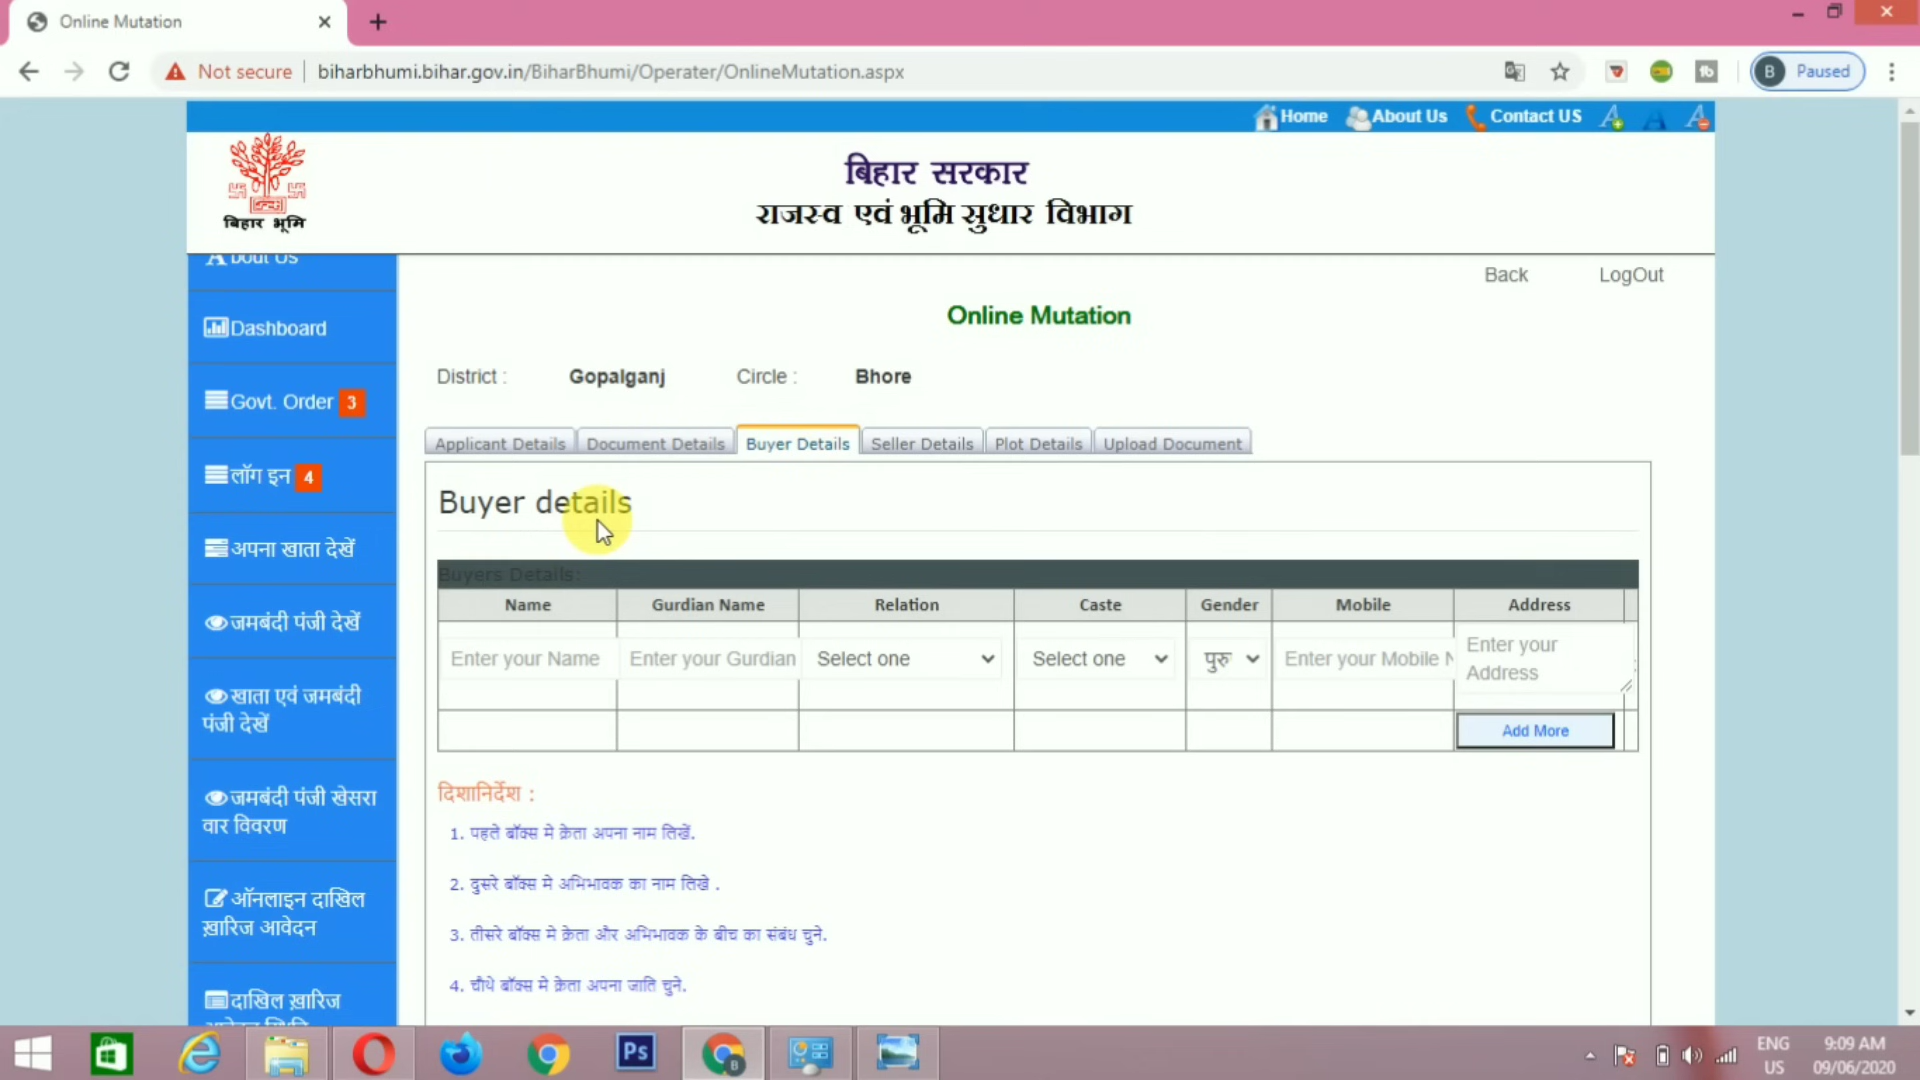 Online Mutation
Not secure
biharbhumi.bihar.gov.in/BiharBhumi/Operater/OnlineMutation.aspx
B Paused
Home
About Us
Contact US
बिहार भूमि
बिहार सरकार
राजस्व एवं भूमि सुधार विभाग
About Us
Dashboard
Govt. Order 3
लॉग इन 4
अपना खाता देखें
जमबंदी पंजी देखें
खाता एवं जमबंदी
पंजी देखें
जमबंदी पंजी खेसरा
वार विवरण
ऑनलाइन दाखिल
ख़ारिज आवेदन
दाखिल ख़ारिज
Back LogOut
Online Mutation
District : Gopalganj Circle : Bhore
Applicant Details Document Details Buyer Details Seller Details Plot Details Upload Document
Buyer details
Buyers Details:
Name Gurdian Name Relation Caste Gender Mobile Address
Enter your Name Enter your Gurdian Select one Select one पुरु Enter your Mobile N Enter your
Address
Add More
दिशानिर्देश :
1. पहले बॉक्स मे क्रेता अपना नाम लिखें.
2. दुसरे बॉक्स मे अभिभावक का नाम लिखे .
3. तीसरे बॉक्स मे क्रेता और अभिभावक के बीच का संबंध चुने.
4. चौथे बॉक्स मे क्रेता अपना जाति चुने.
Ps
B
ENG
US
9:09 AM
09/06/2020